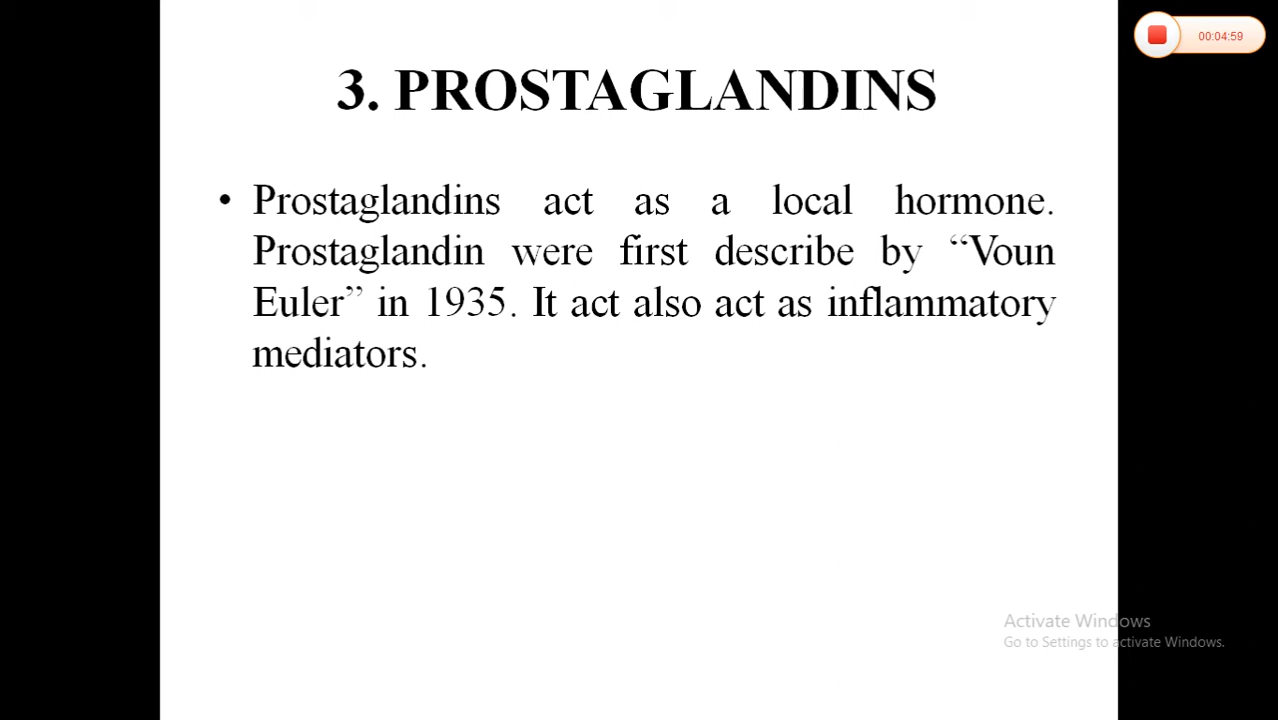 00:04:59
3. PROSTAGLANDINS
• Prostaglandins act as a local hormone.
Prostaglandin were first describe by “Voun
Euler” in 1935. It act also act as inflammatory
mediators.
Activate Windows
Go to Settings to activate Windows.